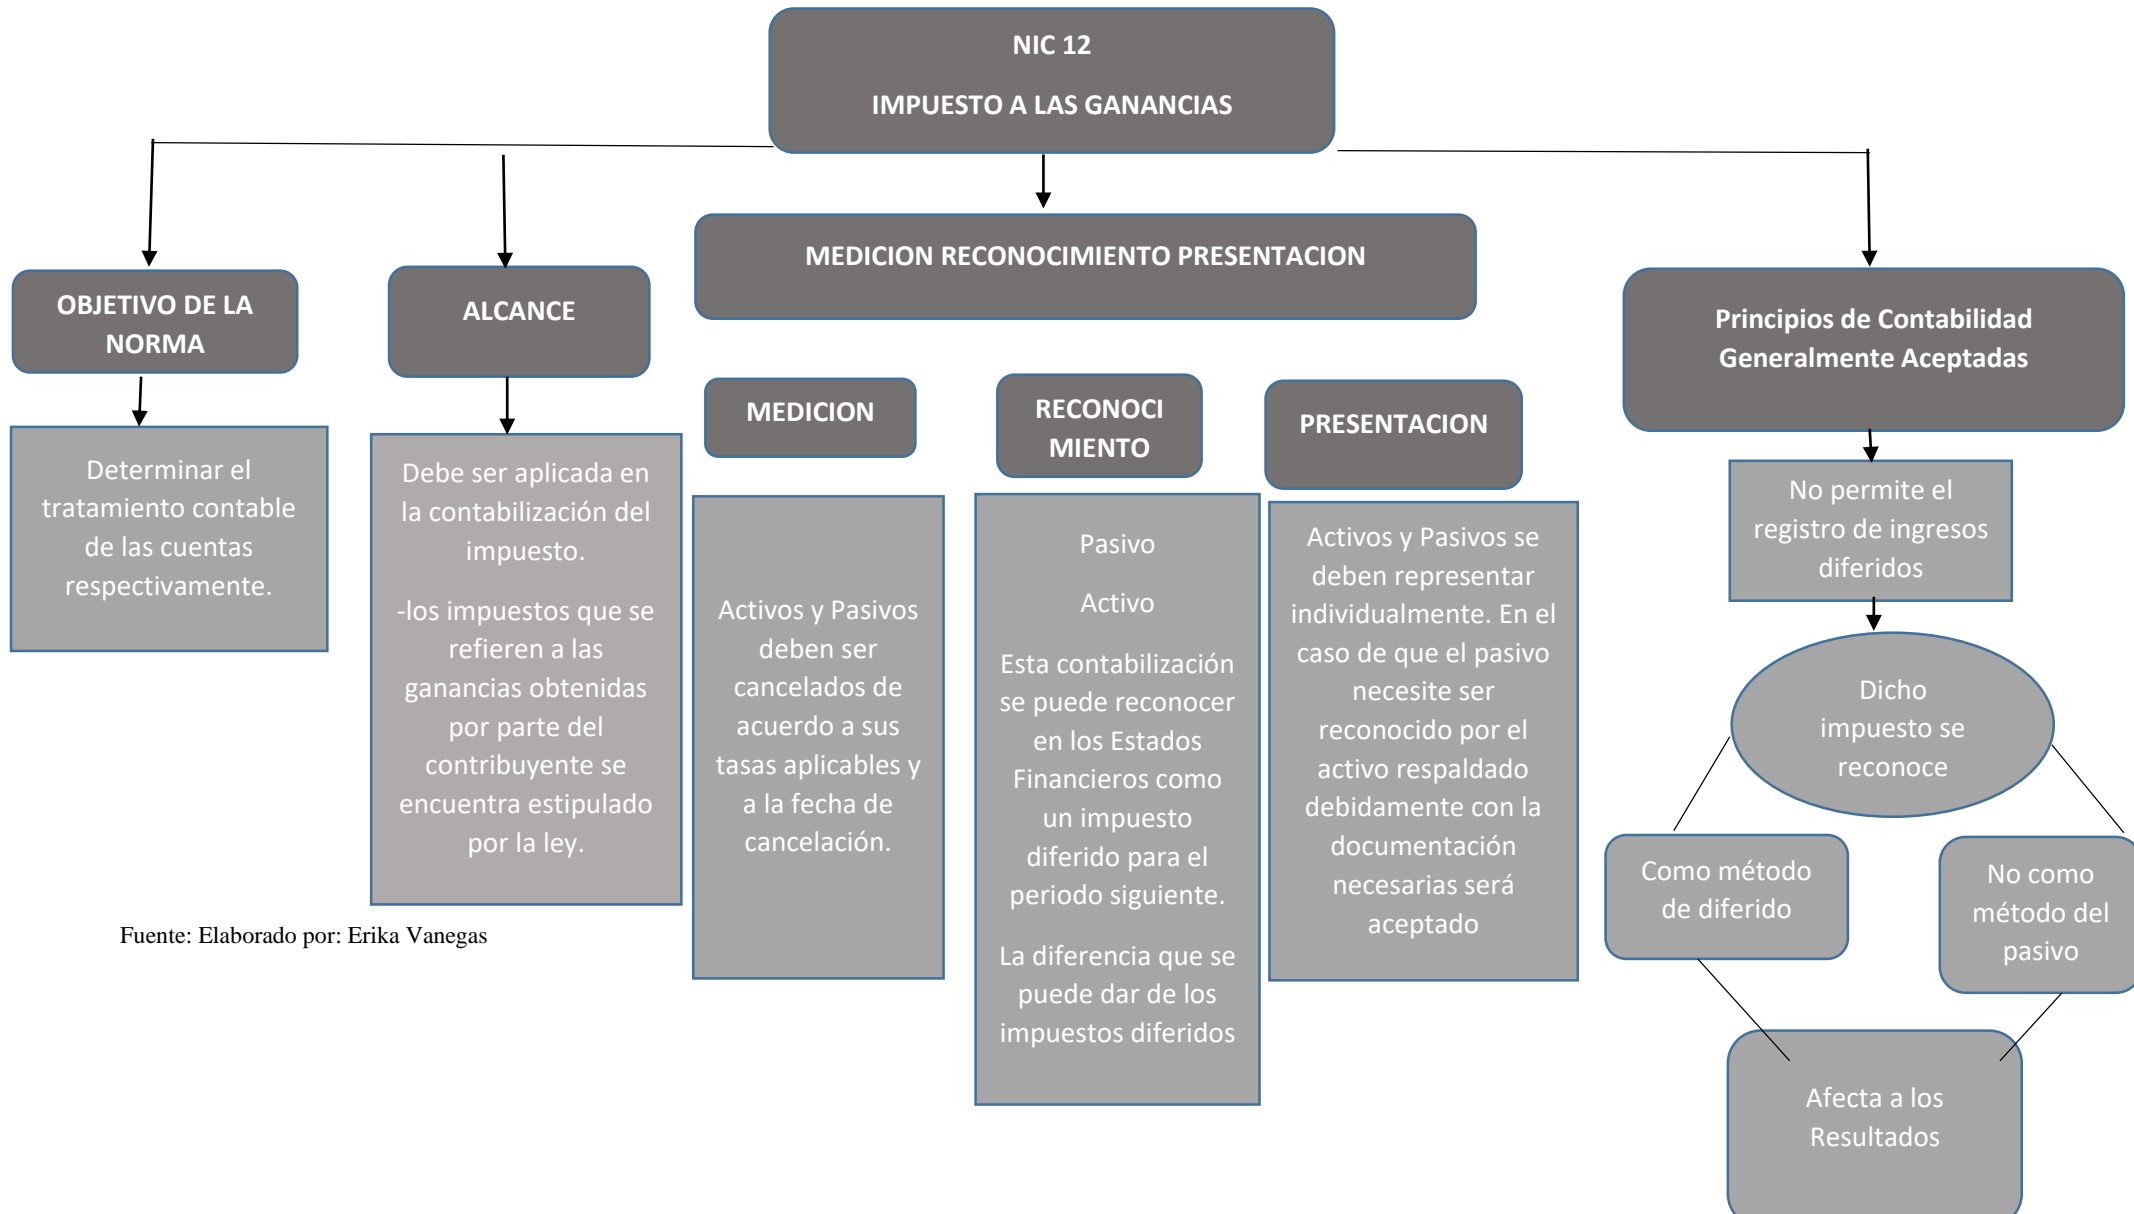 NIC 12
IMPUESTO A LAS GANANCIAS
OBJETIVO DE LA
NORMA
Determinar el
tratamiento contable
de las cuentas
respectivamente.
ALCANCE
Debe ser aplicada en
la contabilización del
impuesto.
-los impuestos que se
refieren a las
ganancias obtenidas
por parte del
contribuyente se
encuentra estipulado
por la ley.
MEDICION RECONOCIMIENTO PRESENTACION
MEDICION
Activos y Pasivos
deben ser
cancelados de
acuerdo a sus
tasas aplicables y
a la fecha de
cancelación.
RECONOCI
MIENTO
Pasivo
Activo
Esta contabilización
se puede reconocer
en los Estados
Financieros como
un impuesto
diferido para el
periodo siguiente.
La diferencia que se
puede dar de los
impuestos diferidos
PRESENTACION
Activos y Pasivos se
deben representar
individualmente. En el
caso de que el pasivo
necesite ser
reconocido por el
activo respaldado
debidamente con la
documentación
necesarias será
aceptado
Principios de Contabilidad
Generalmente Aceptadas
No permite el
registro de ingresos
diferidos
Dicho
impuesto se
reconoce
Como método
de diferido
No como
método del
pasivo
Afecta a los
Resultados
Fuente: Elaborado por: Erika Vanegas